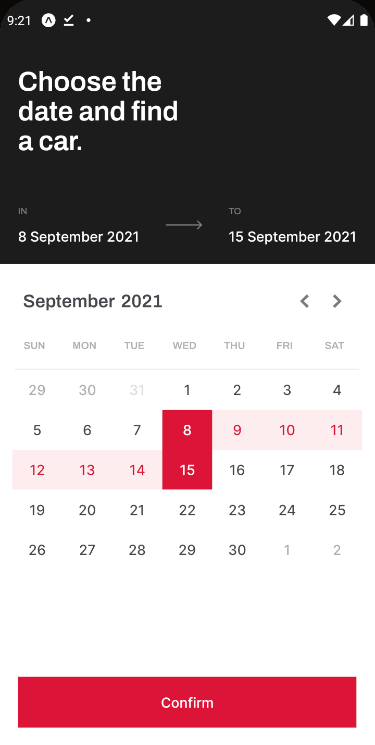 9:21
Choose the
date and find
a car.
IN TO
8 September 2021 15 September 2021
September 2021
SUN MON TUE WED THU FRI SAT
29 30 31 1 2 3 4
5 6 7 8 9 10 11
12 13 14 15 16 17 18
19 20 21 22 23 24 25
26 27 28 29 30 1 2
Confirm